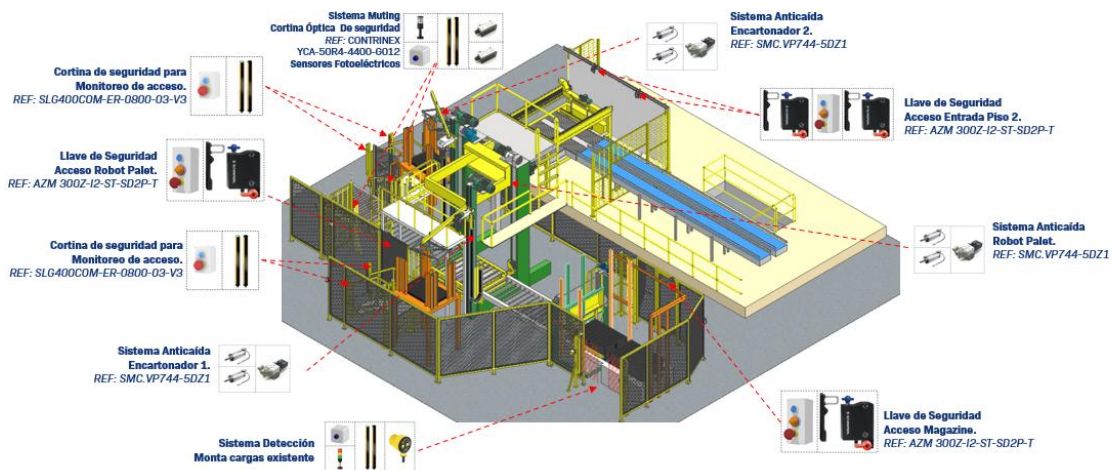 Sistema Muting
Cortina Óptica De seguridad
REF: CONTRINEX
YCA-50R4-4400-G012
Sensores Fotoeléctricos
Sistema Anticaída
Encartonador 2.
REF: SMC.VP744-5DZ1
Cortina de seguridad para
Monitoreo de acceso.
REF: SLG400COM-ER-0800-03-V3
Llave de Seguridad
Acceso Entrada Piso 2.
REF: AZM 300Z-I2-ST-SD2P-T
Llave de Seguridad
Acceso Robot Palet.
REF: AZM 300Z-I2-ST-SD2P-T
Sistema Anticaída
Robot Palet.
REF: SMC.VP744-5DZ1
Cortina de seguridad para
Monitoreo de acceso.
REF: SLG400COM-ER-0800-03-V3
Sistema Anticaída
Encartonador 1.
REF: SMC.VP744-5DZ1
Llave de Seguridad
Acceso Magazine.
REF: AZM 300Z-I2-ST-SD2P-T
Sistema Detección
Monta cargas existente